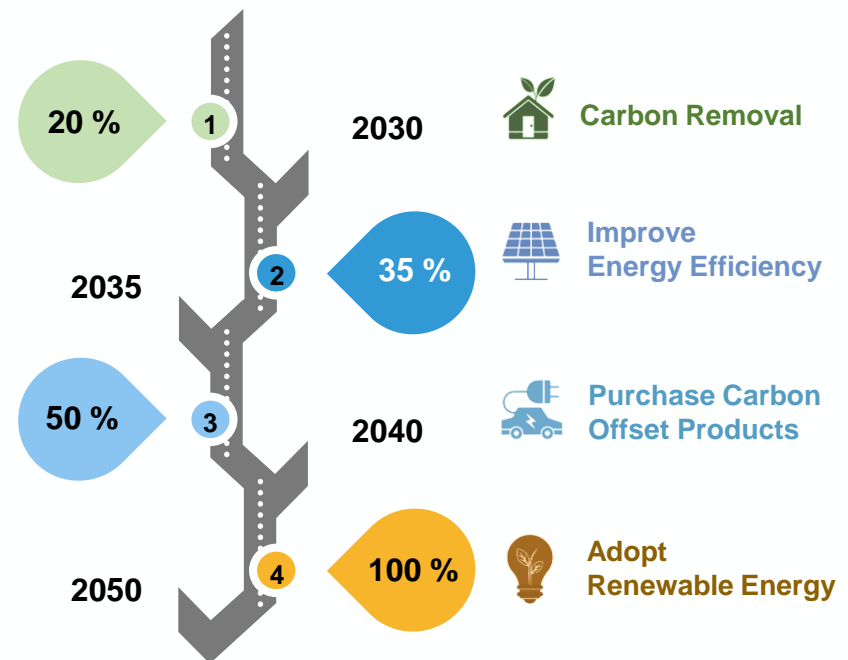 20 %
1
2030
Carbon Removal
2035
2
35 %
Improve
Energy Efficiency
50 %
3
2040
Purchase Carbon
Offset Products
2050
4
100 %
Adopt
Renewable Energy